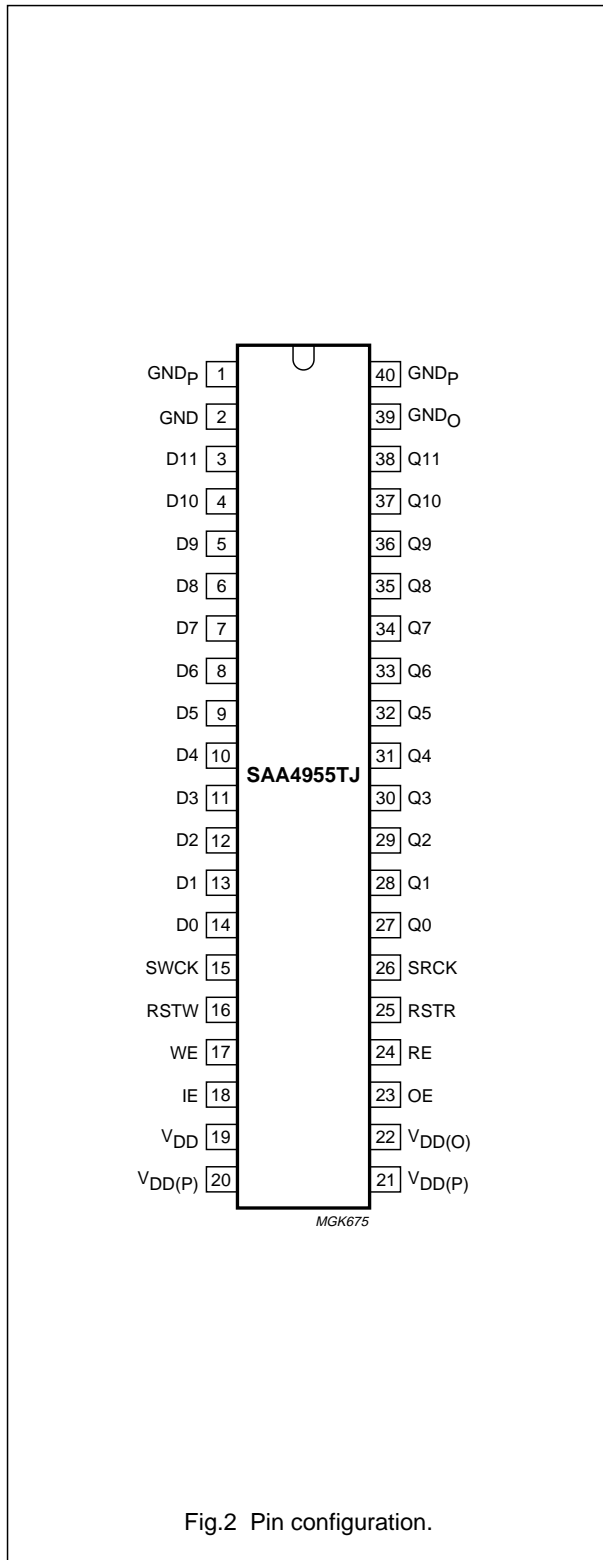 GNDP 1 40 GNDP
GND 2 39 GNDO
D11 3 38 Q11
D10 4 37 Q10
D9 5 36 Q9
D8 6 35 Q8
D7 7 34 Q7
D6 8 33 Q6
D5 9 32 Q5
D4 10 31 Q4
SAA4955TJ
D3 11 30 Q3
D2 12 29 Q2
D1 13 28 Q1
D0 14 27 Q0
SWCK 15 26 SRCK
RSTW 16 25 RSTR
WE 17 24 RE
IE 18 23 OE
VDD 19 22 VDD(O)
VDD(P) 20 21 VDD(P)
MGK675
Fig.2 Pin configuration.